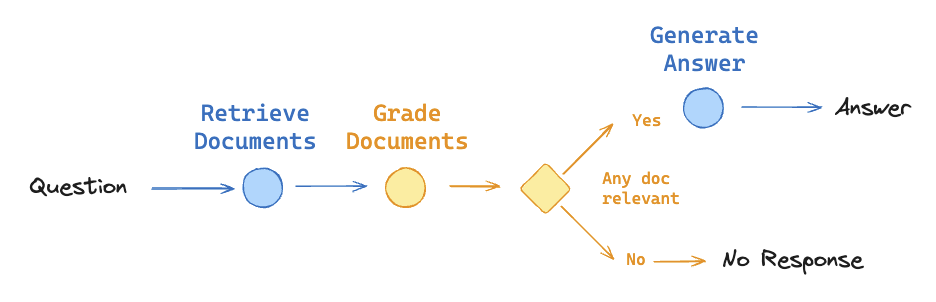 Generate
Answer
Retrieve
Documents
Grade
Documents
Yes
Answer
Question
Any doc
relevant
No
No Response